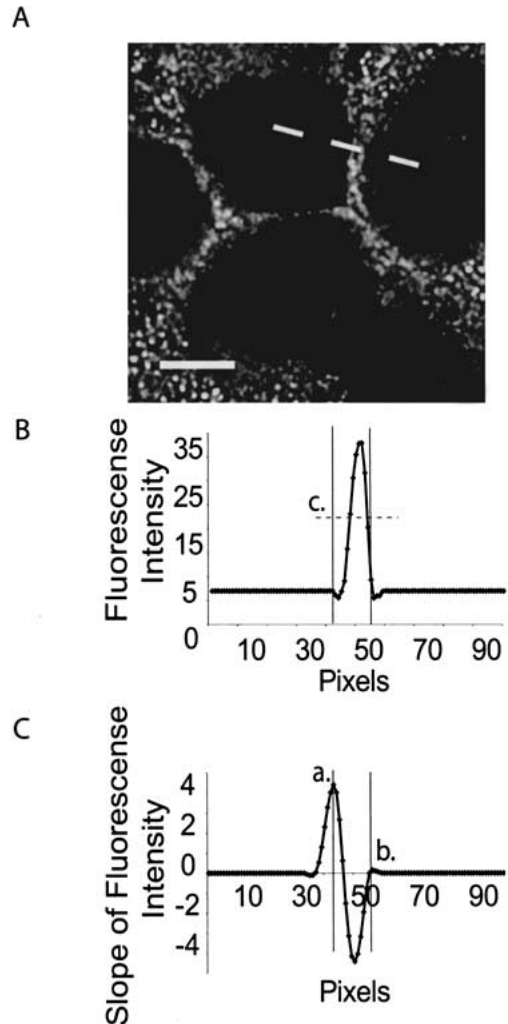 A
B
Fluorescense
Intensity
35
25
15
5
0
c.
10 30 50 70 90
Pixels
C
Slope of Fluorescense
Intensity
4
2
0
-2
-4
a.
b.
10 30 50 70 90
Pixels